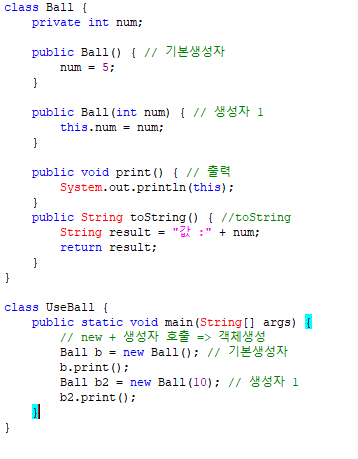 class Ball {
    private int num;

    public Ball() { // 기본생성자
        num = 5;
    }

    public Ball(int num) { // 생성자 1
        this.num = num;
    }

    public void print() { // 출력
        System.out.println(this);
    }
    public String toString() { //toString
        String result = "값 :" + num;
        return result;
    }
}

class UseBall {
    public static void main(String[] args) {
        // new + 생성자 호출 => 객체생성
        Ball b = new Ball(); // 기본생성자
        b.print();
        Ball b2 = new Ball(10); // 생성자 1
        b2.print();
    }
}